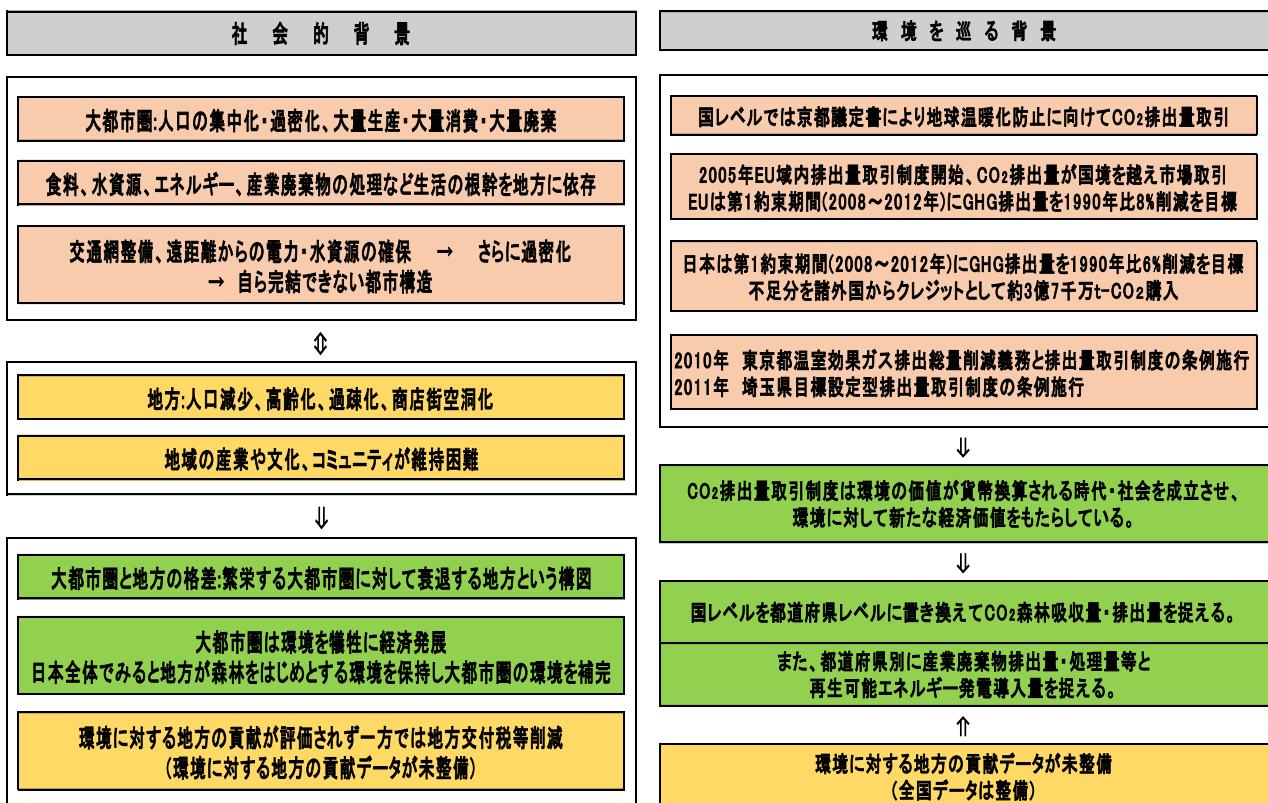 社会的背景
大都市圏:人口の集中化・過密化、大量生産・大量消費・大量廃棄
食料、水資源、エネルギー、産業廃棄物の処理など生活の根幹を地方に依存
交通網整備、遠距離からの電力・水資源の確保 → さらに過密化
→ 自ら完結できない都市構造
⇕
地方:人口減少、高齢化、過疎化、商店街空洞化
地域の産業や文化、コミュニティが維持困難
⇓
大都市圏と地方の格差:繁栄する大都市圏に対して衰退する地方という構図
大都市圏は環境を犠牲に経済発展
日本全体でみると地方が森林をはじめとする環境を保持し大都市圏の環境を補完
環境に対する地方の貢献が評価されず一方では地方交付税等削減
(環境に対する地方の貢献データが未整備)
環境を巡る背景
国レベルでは京都議定書により地球温暖化防止に向けてCO₂排出量取引
2005年EU域内排出量取引制度開始、CO₂排出量が国境を越え市場取引
EUは第1約束期間(2008～2012年)にGHG排出量を1990年比8%削減を目標
日本は第1約束期間(2008～2012年)にGHG排出量を1990年比6%削減を目標
不足分を諸外国からクレジットとして約3億7千万t-CO₂購入
2010年 東京都温室効果ガス排出総量削減義務と排出量取引制度の条例施行
2011年 埼玉県目標設定型排出量取引制度の条例施行
⇓
CO₂排出量取引制度は環境の価値が貨幣換算される時代・社会を成立させ、
環境に対して新たな経済価値をもたらしている。
⇓
国レベルを都道府県レベルに置き換えてCO₂森林吸収量・排出量を捉える。
また、都道府県別に産業廃棄物排出量・処理量等と
再生可能エネルギー発電導入量を捉える。
⇑
環境に対する地方の貢献データが未整備
(全国データは整備)